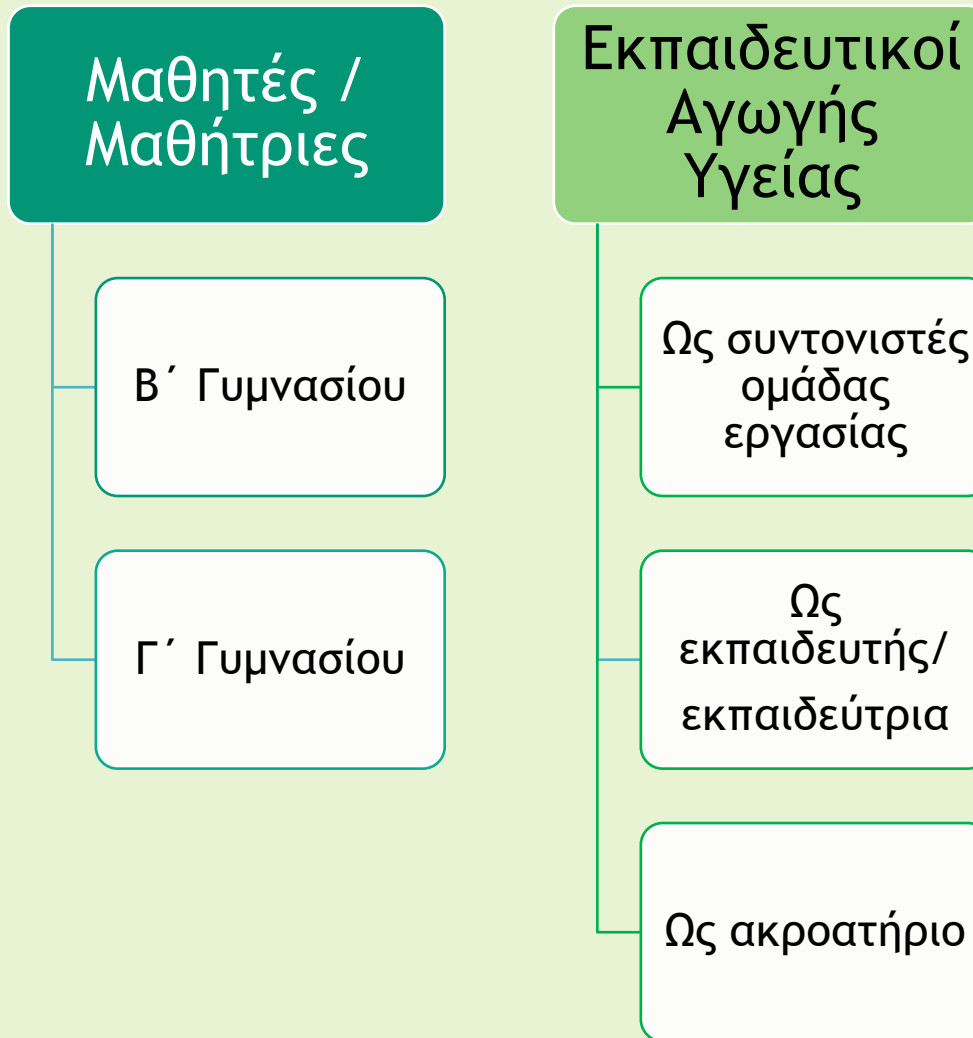 Μαθητές /
Μαθήτριες
Β΄ Γυμνασίου
Γ΄ Γυμνασίου
Εκπαιδευτικοί
Αγωγής
Υγείας
Ως συντονιστές
ομάδας
εργασίας
Ως
εκπαιδευτής/
εκπαιδεύτρια
Ως ακροατήριο